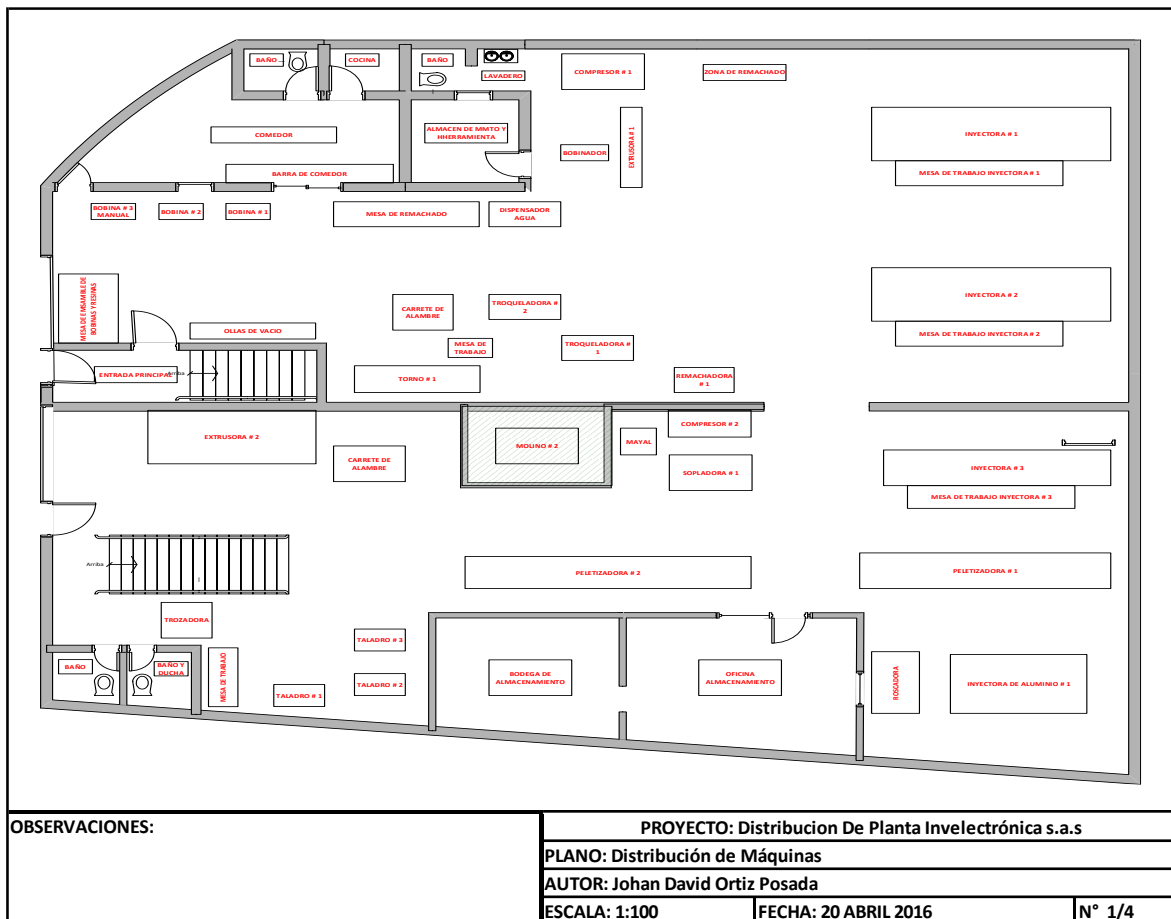 BAÑO
COCINA
BAÑO
LAVADERO
COMPRESOR # 1
ZONA DE REMACHADO
COMEDOR
ALMACEN DE MMTO Y
HHERRAMIENTA
BOBINADOR
EXTRUSORA # 1
INYECTORA # 1
MESA DE TRABAJO INYECTORA # 1
BARRA DE COMEDOR
BOBINA # 3
MANUAL
BOBINA # 2
BOBINA # 1
MESA DE REMACHADO
DISPENSADOR
AGUA
MESA DE ENSAMBLE DE
BOBINAS Y RESINAS
OLLAS DE VACIO
CARRETE DE
ALAMBRE
TROQUELADORA #
2
INYECTORA # 2
MESA DE TRABAJO INYECTORA # 2
MESA DE
TRABAJO
TROQUELADORA #
1
ENTRADA PRINCIPAL
Arriba
TORNO # 1
REMACHADORA
# 1
EXTRUSORA # 2
CARRETE DE
ALAMBRE
MOLINO # 2
MAYAL
COMPRESOR # 2
SOPLADORA # 1
INYECTORA # 3
MESA DE TRABAJO INYECTORA # 3
Arriba
PELETIZADORA # 2
PELETIZADORA # 1
TROZADORA
TALADRO # 3
BAÑO
BAÑO Y
DUCHA
MESA DE TRABAJO
TALADRO # 1
TALADRO # 2
BODEGA DE
ALMACENAMIENTO
OFICINA
ALMACENAMIENTO
ROSCADORA
INYECTORA DE ALUMINIO # 1
OBSERVACIONES:
PROYECTO: Distribucion De Planta Invelectrónica s.a.s
PLANO: Distribución de Máquinas
AUTOR: Johan David Ortiz Posada
ESCALA: 1:100
FECHA: 20 ABRIL 2016
N° 1/4